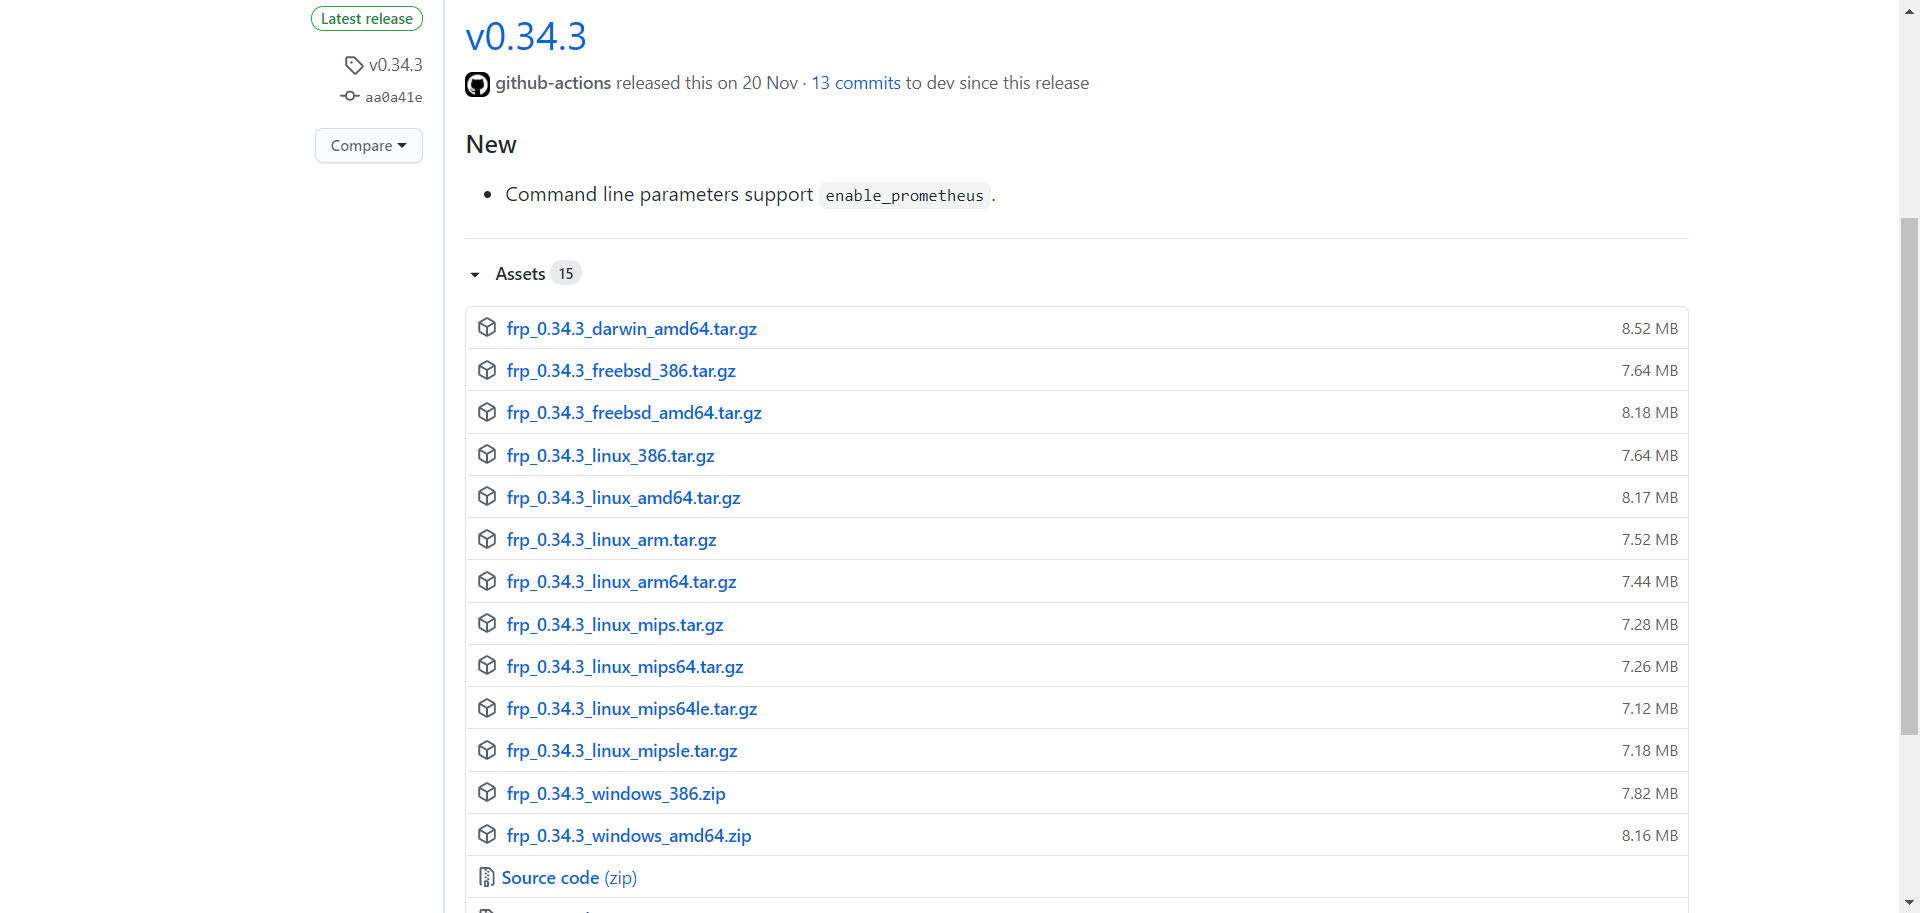 Latest release
v0.34.3
aa0a41e
Compare
v0.34.3
github-actions released this on 20 Nov · 13 commits to dev since this release
New
• Command line parameters support enable_prometheus.
Assets 15
frp_0.34.3_darwin_amd64.tar.gz 8.52 MB
frp_0.34.3_freebsd_386.tar.gz 7.64 MB
frp_0.34.3_freebsd_amd64.tar.gz 8.18 MB
frp_0.34.3_linux_386.tar.gz 7.64 MB
frp_0.34.3_linux_amd64.tar.gz 8.17 MB
frp_0.34.3_linux_arm.tar.gz 7.52 MB
frp_0.34.3_linux_arm64.tar.gz 7.44 MB
frp_0.34.3_linux_mips.tar.gz 7.28 MB
frp_0.34.3_linux_mips64.tar.gz 7.26 MB
frp_0.34.3_linux_mips64le.tar.gz 7.12 MB
frp_0.34.3_linux_mipsle.tar.gz 7.18 MB
frp_0.34.3_windows_386.zip 7.82 MB
frp_0.34.3_windows_amd64.zip 8.16 MB
Source code (zip)